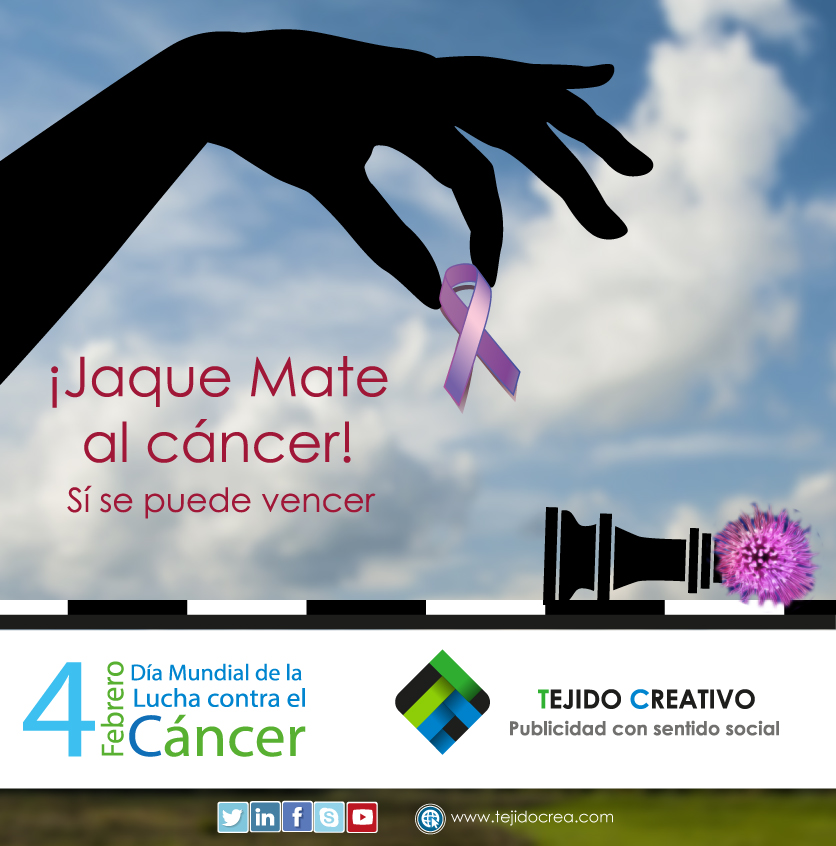 ¡Jaque Mate
al cáncer!
Sí se puede vencer
4 Febrero
Día Mundial de la
Lucha contra el
Cáncer
TEJIDO CREATIVO
Publicidad con sentido social
www.tejidocrea.com